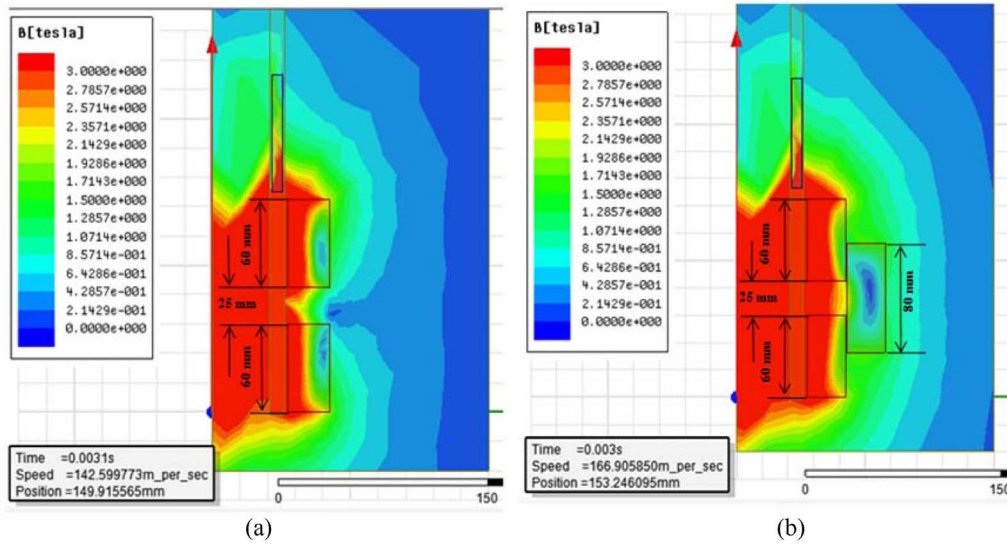 B[tesla]
3.0000e+000
2.7857e+000
2.5714e+000
2.3571e+000
2.1429e+000
1.9286e+000
1.7143e+000
1.5000e+000
1.2857e+000
1.0714e+000
8.5714e-001
6.4286e-001
4.2857e-001
2.1429e-001
0.0000e+000
60 mm
25 mm
60 mm
Time =0.0031s
Speed =142.599773m_per_sec
Position =149.915565mm
0 150
(a)
B[tesla]
3.0000e+000
2.7857e+000
2.5714e+000
2.3571e+000
2.1429e+000
1.9286e+000
1.7143e+000
1.5000e+000
1.2857e+000
1.0714e+000
8.5714e-001
6.4286e-001
4.2857e-001
2.1429e-001
0.0000e+000
60 mm
25 mm
80 mm
60 mm
Time =0.003s
Speed =166.905850m_per_sec
Position =153.246095mm
0 150
(b)